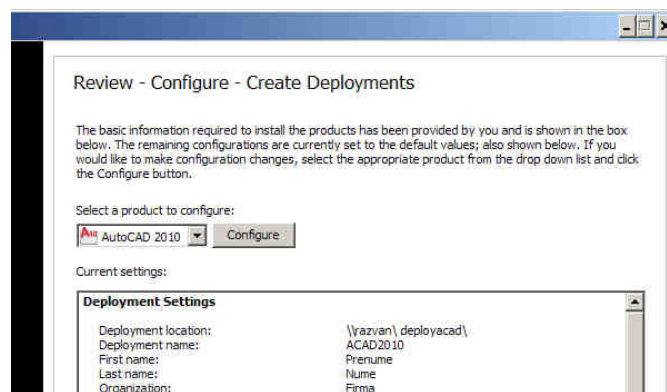 Review - Configure - Create Deployments
The basic information required to install the products has been provided by you and is shown in the box
below. The remaining configurations are currently set to the default values; also shown below. If you
would like to make configuration changes, select the appropriate product from the drop down list and click
the Configure button.
Select a product to configure:
AutoCAD 2010 Configure
Current settings:
Deployment Settings
Deployment location: \\razvan\ deployacad\
Deployment name: ACAD2010
First name: Prenume
Last name: Nume
Organization: Firma